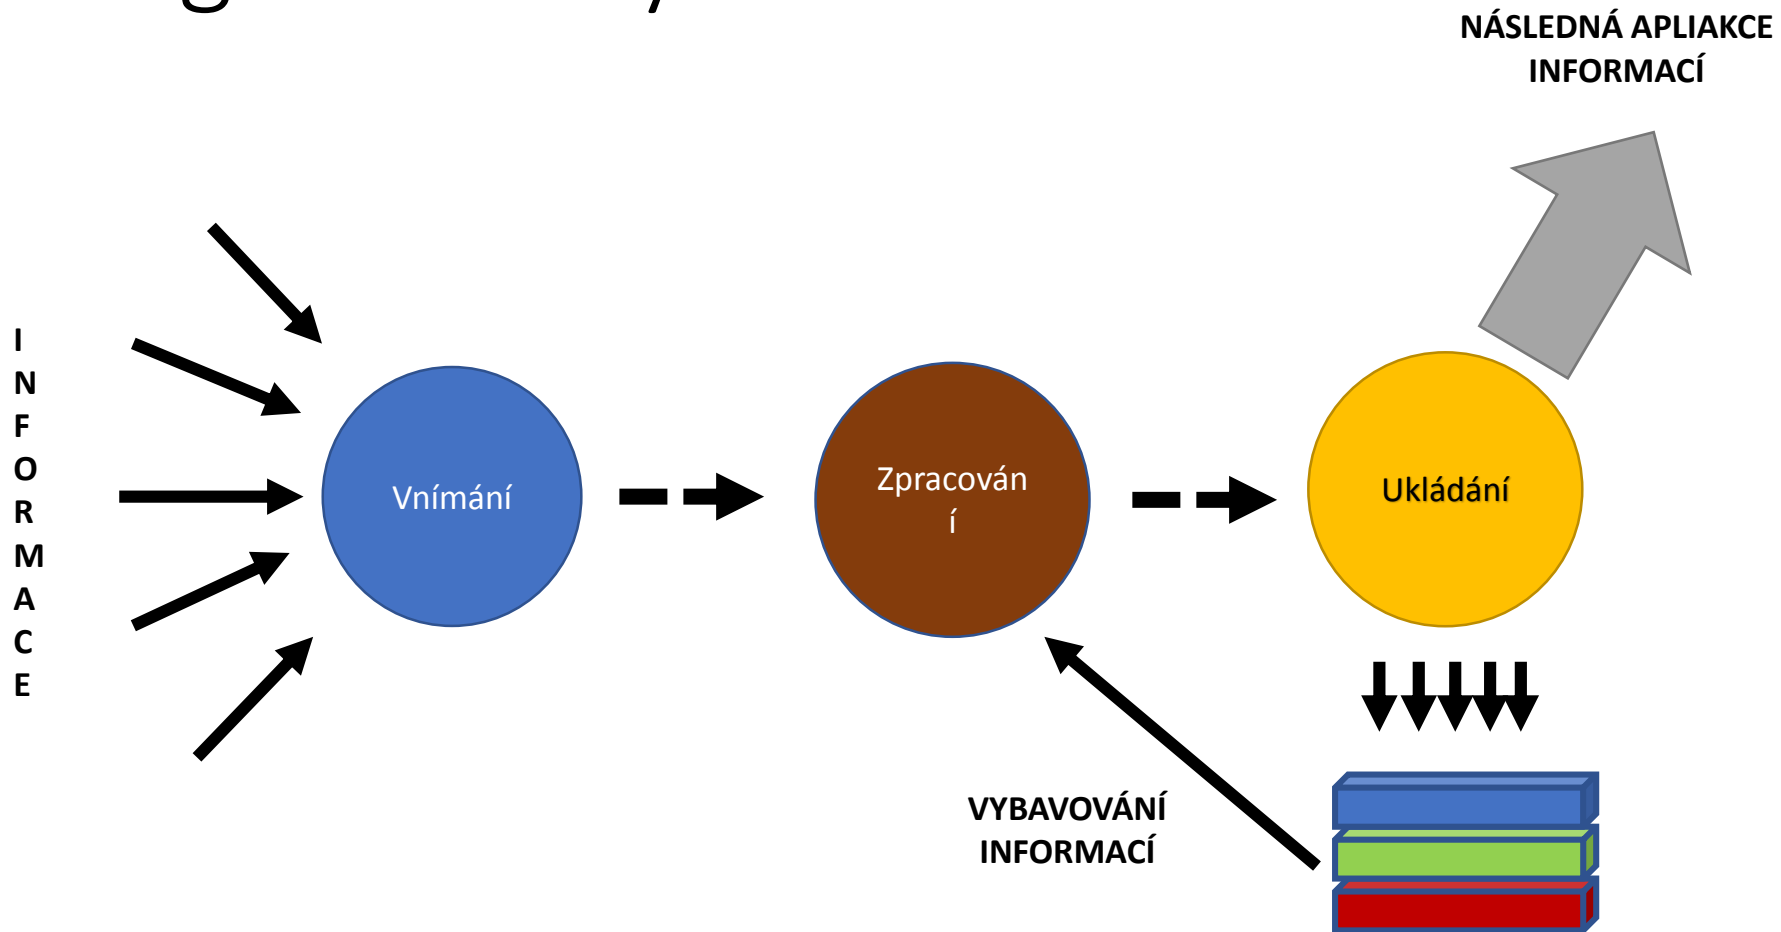 NÁSLEDNÁ APLIAKCE
INFORMACÍ
I
N
F
O
R
M
A
C
E
Vnímání
Zpracován
í
Ukládání
VYBAVOVÁNÍ
INFORMACÍ